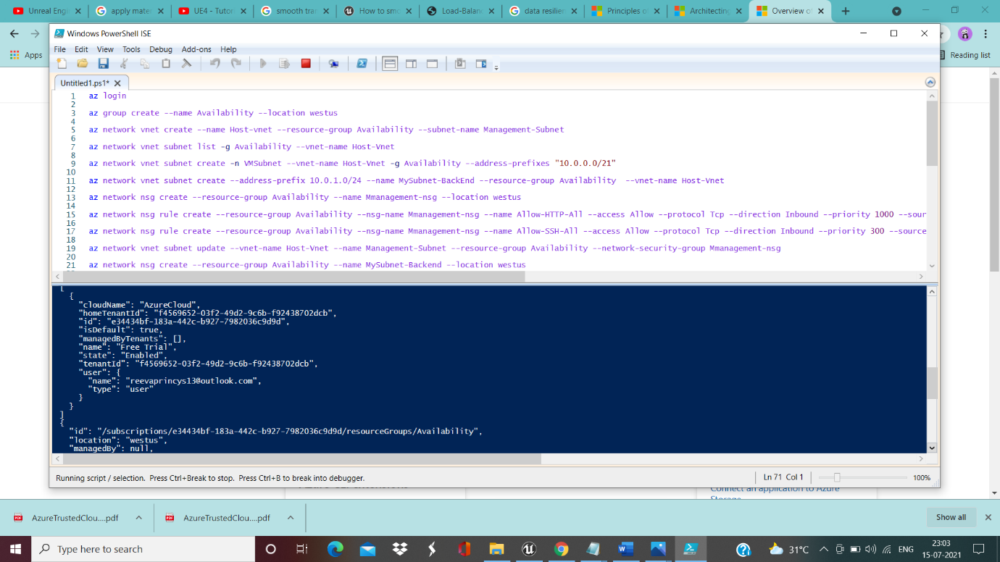 Unreal Engin
apply mater
UE4 - Tutori
smooth tran
How to smo
Load-Balanc
data resilien
Principles o
Architecting
Overview of
Apps
Reading list
Windows PowerShell ISE
File Edit View Tools Debug Add-ons Help
Untitled1.ps1*
1 az login
2
3 az group create --name Availability --location westus
4
5 az network vnet create --name Host-vnet --resource-group Availability --subnet-name Management-Subnet
6
7 az network vnet subnet list -g Availability --vnet-name Host-Vnet
8
9 az network vnet subnet create -n VMSubnet --vnet-name Host-Vnet -g Availability --address-prefixes "10.0.0.0/21"
10
11 az network vnet subnet create --address-prefix 10.0.1.0/24 --name MySubnet-BackEnd --resource-group Availability  --vnet-name Host-Vnet
12
13 az network nsg create --resource-group Availability --name Mmanagement-nsg --location westus
14
15 az network nsg rule create --resource-group Availability --nsg-name Mmanagement-nsg --name Allow-HTTP-All --access Allow --protocol Tcp --direction Inbound --priority 1000 --sour
16
17 az network nsg rule create --resource-group Availability --nsg-name Mmanagement-nsg --name Allow-SSH-All --access Allow --protocol Tcp --direction Inbound --priority 300 --source
18
19 az network vnet subnet update --vnet-name Host-Vnet --name Management-Subnet --resource-group Availability --network-security-group Mmanagement-nsg
20
21 az network nsg create --resource-group Availability --name MySubnet-Backend --location westus
[
{
"cloudName": "AzureCloud",
"homeTenantId": "f4569652-03f2-49d2-9c6b-f92438702dcb",
"id": "e34434bf-183a-442c-b927-7982036c9d9d",
"isDefault": true,
"managedByTenants": [],
"name": "Free Trial",
"state": "Enabled",
"tenantId": "f4569652-03f2-49d2-9c6b-f92438702dcb",
"user": {
"name": "reevaprincys13@outlook.com",
"type": "user"
}
}
]
{
"id": "/subscriptions/e34434bf-183a-442c-b927-7982036c9d9d/resourceGroups/Availability",
"location": "westus",
"managedBy": null,
Running script / selection. Press Ctrl+Break to stop. Press Ctrl+B to break into debugger.
Ln 71 Col 1
100%
Connect an application to Azure
Storage
AzureTrustedClou....pdf
AzureTrustedClou....pdf
Show all
Type here to search
31°C
ENG
23:03
15-07-2021